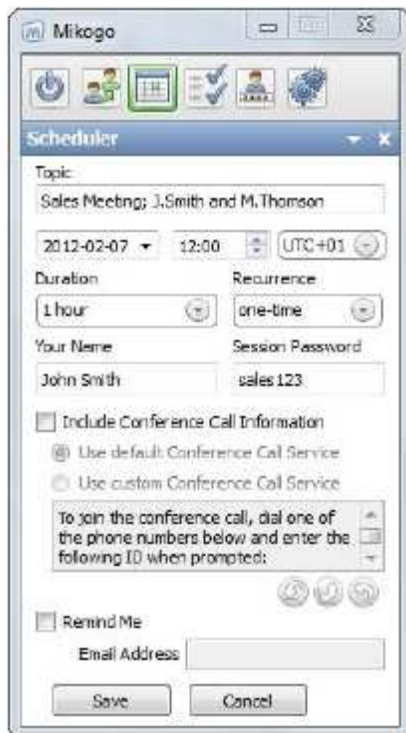 Mikogo
Scheduler
Topic
Sales Meeting; J.Smith and M.Thomson
2012-02-07 12:00 UTC+01
Duration Recurrence
1 hour one-time
Your Name Session Password
John Smith sales123
Include Conference Call Information
Use default Conference Call Service
Use custom Conference Call Service
To join the conference call, dial one of
the phone numbers below and enter the
following ID when prompted:
Remind Me
Email Address
Save Cancel